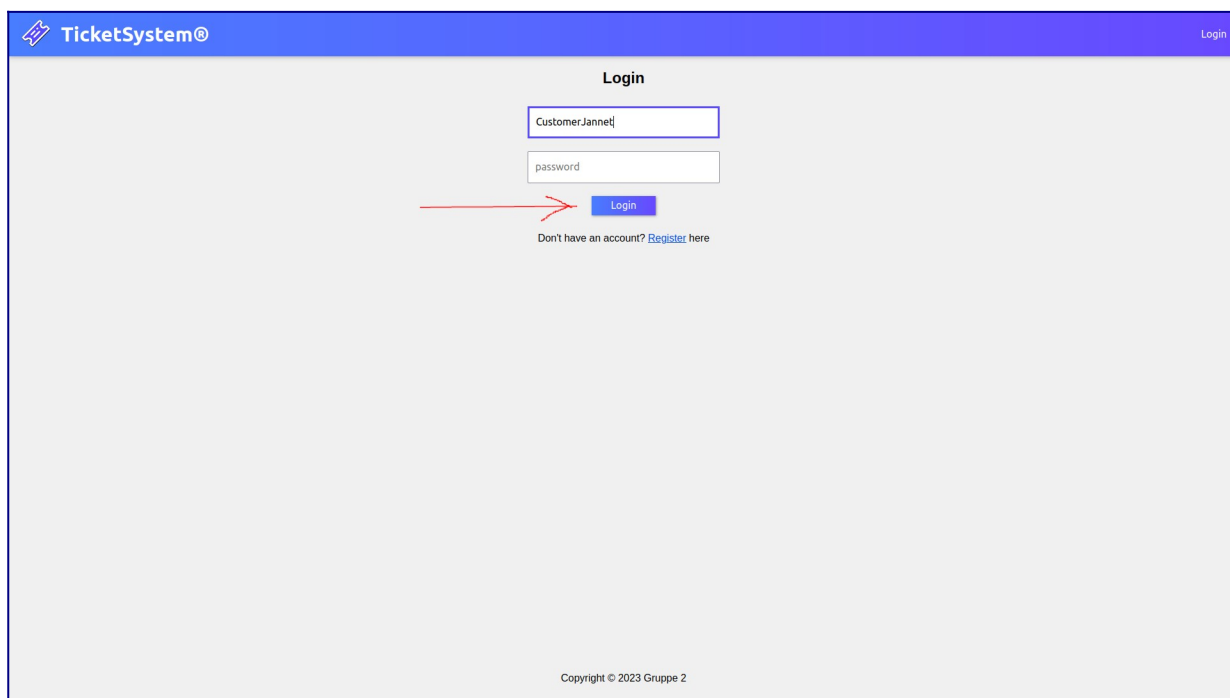 TicketSystem®
Login
Login
CustomerJannet
password
Login
Don't have an account? Register here
Copyright © 2023 Gruppe 2